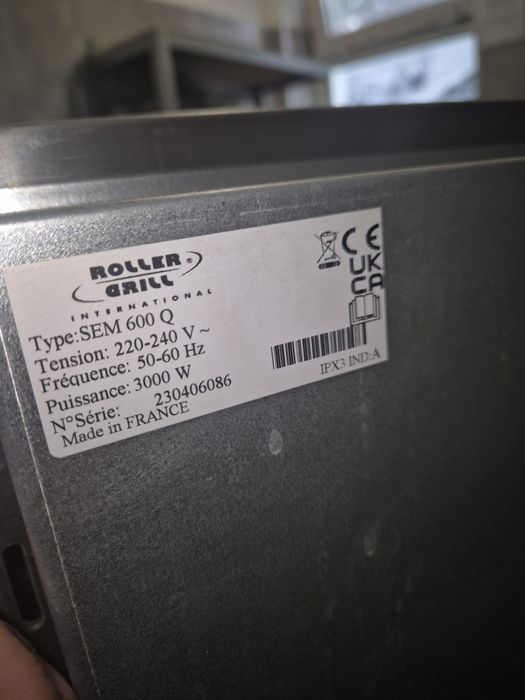 ROLLER®
GRILL
INTERNATIONAL
Type:SEM 600 Q
Tension: 220-240 V ~
Fréquence: 50-60 Hz
Puissance: 3000 W
N°Série: 230406086
Made in FRANCE
CE
UK
CA
IPX3 IND:A